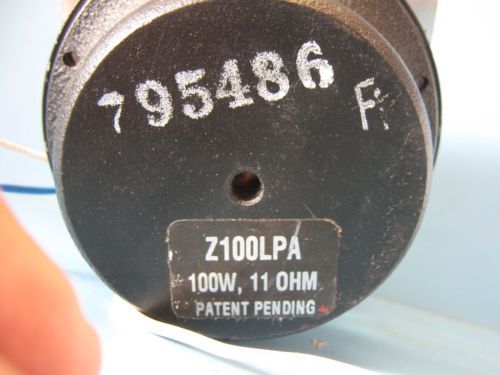 795486
F
Z100LPA
100W, 11 OHM
PATENT PENDING